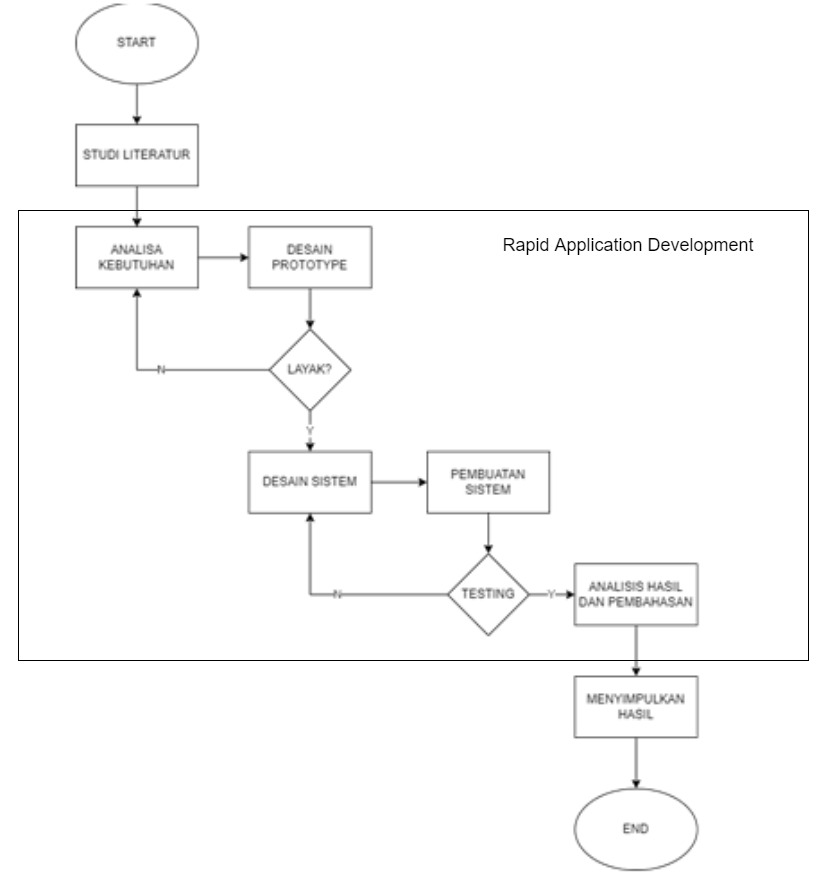 START
STUDI LITERATUR
ANALISA
KEBUTUHAN
DESAIN
PROTOTYPE
Rapid Application Development
LAYAK?
N
Y
DESAIN SISTEM
PEMBUATAN
SISTEM
TESTING
N
Y
ANALISIS HASIL
DAN PEMBAHASAN
MENYIMPULKAN
HASIL
END